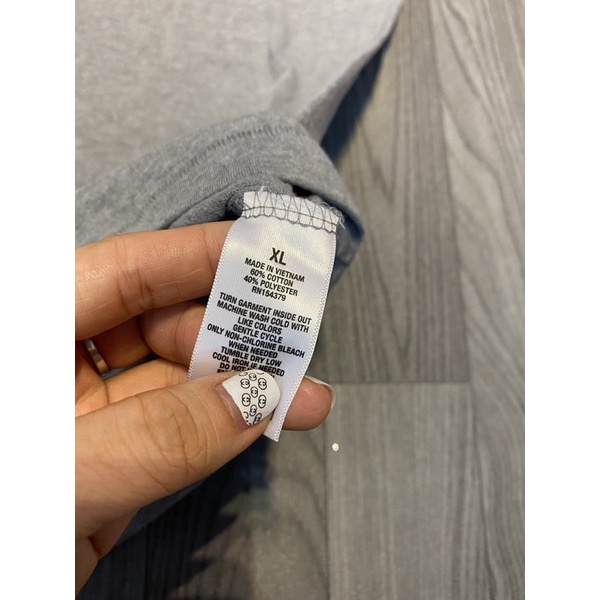 XL
MADE IN VIETNAM
60% COTTON
40% POLYESTER
RN154379
TURN GARMENT INSIDE OUT
MACHINE WASH COLD WITH
LIKE COLORS
GENTLE CYCLE
ONLY NON-CHLORINE BLEACH
WHEN NEEDED
TUMBLE DRY LOW
COOL IRON IF NEEDED
DO NOT